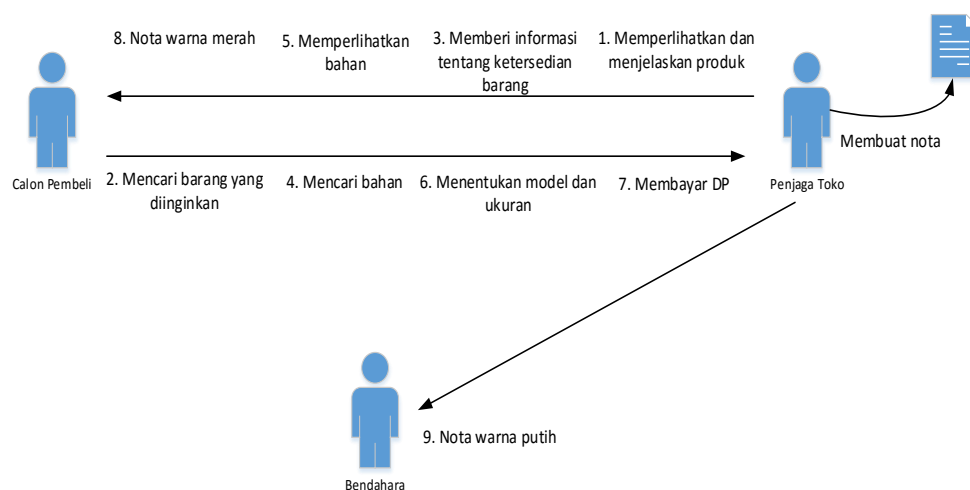 8. Nota warna merah
5. Memperlihatkan
bahan
3. Memberi informasi
tentang ketersedian
barang
1. Memperlihatkan dan
menjelaskan produk
Membuat nota
Calon Pembeli
2. Mencari barang yang
diinginkan
4. Mencari bahan
6. Menentukan model dan
ukuran
7. Membayar DP
Penjaga Toko
9. Nota warna putih
Bendahara